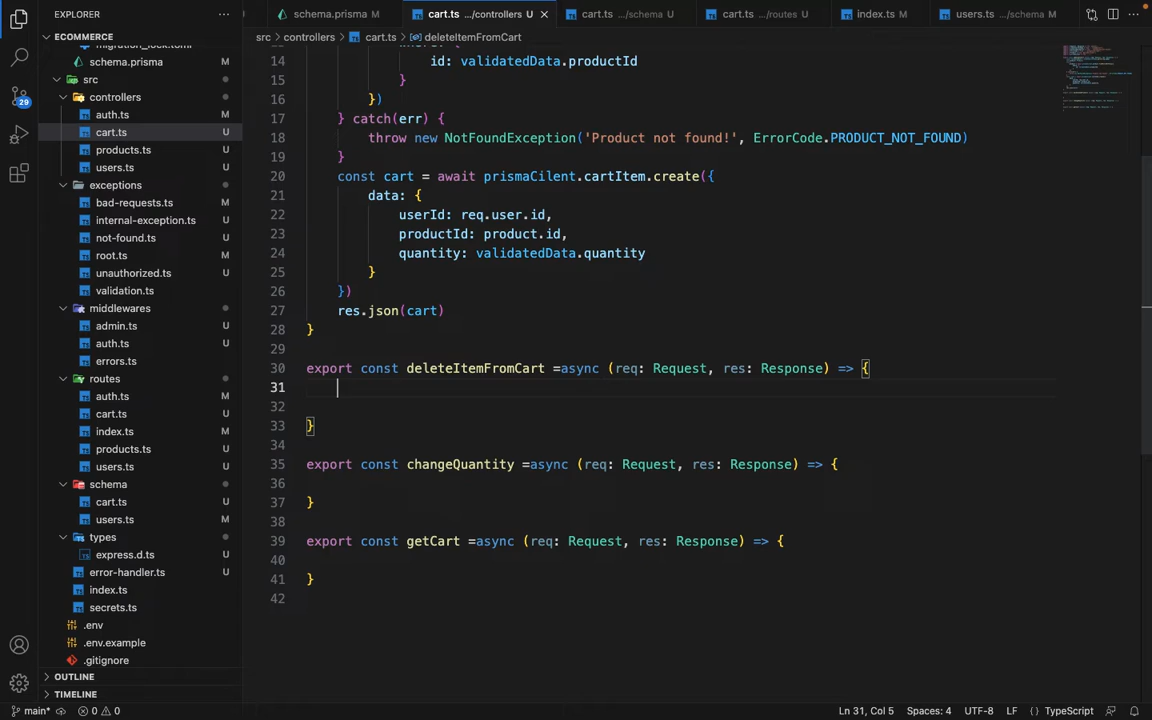 EXPLORER
ECOMMERCE
migration_lock.toml
schema.prisma M
src
controllers
auth.ts M
cart.ts U
products.ts U
users.ts U
exceptions
bad-requests.ts U
internal-exception.ts U
not-found.ts U
root.ts U
unauthorized.ts U
validation.ts U
middlewares
admin.ts U
auth.ts U
errors.ts U
routes
auth.ts M
cart.ts U
index.ts M
products.ts U
users.ts U
schema
cart.ts U
users.ts M
types
express.d.ts U
error-handler.ts U
index.ts
secrets.ts
.env
.env.example
.gitignore
OUTLINE
TIMELINE
29
schema.prisma M
cart.ts .../controllers U
cart.ts .../schema U
cart.ts .../routes U
index.ts M
users.ts .../schema M
src > controllers > cart.ts > deleteItemFromCart
14 id: validatedData.productId
15 }
16 })
17 } catch(err) {
18 throw new NotFoundException('Product not found!', ErrorCode.PRODUCT_NOT_FOUND)
19 }
20 const cart = await prismaCilent.cartItem.create({
21 data: {
22 userId: req.user.id,
23 productId: product.id,
24 quantity: validatedData.quantity
25 }
26 })
27 res.json(cart)
28 }
29
30 export const deleteItemFromCart =async (req: Request, res: Response) => {
31
32
33 }
34
35 export const changeQuantity =async (req: Request, res: Response) => {
36
37 }
38
39 export const getCart =async (req: Request, res: Response) => {
40
41 }
42
main* 0 0 Ln 31, Col 5 Spaces: 4 UTF-8 LF {} TypeScript